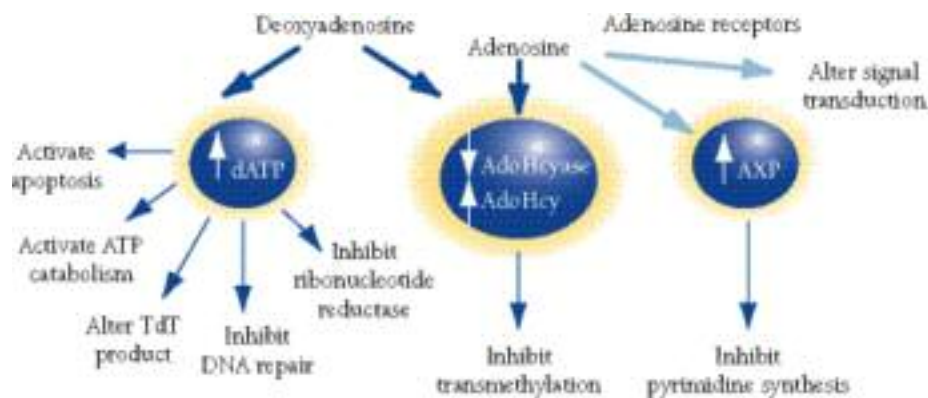 Deoxyadenosine
Adenosine
Adenosine receptors
Alter signal
transduction
dATP
AdoHcyase
AdoHcy
AXP
Activate
apoptosis
Activate ATP
catabolism
Alter TdT
product
Inhibit
DNA repair
Inhibit
ribonucleotide
reductase
Inhibit
transmethylation
Inhibit
pyrimidine synthesis